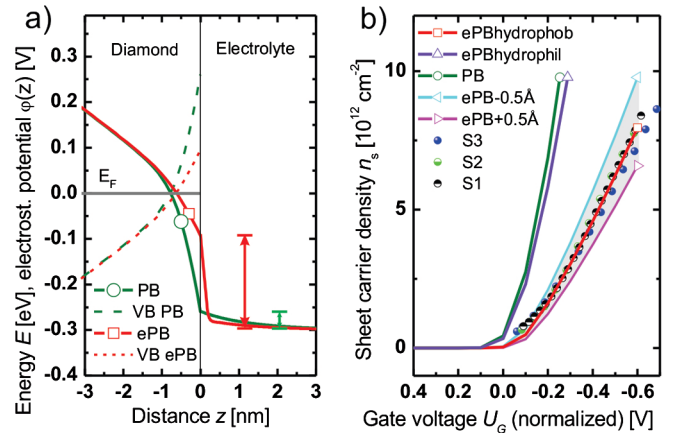 a)
Diamond
Electrolyte
0.3
0.2
0.1
0.0
-0.1
-0.2
-0.3
-0.4
E_F
PB
VB PB
ePB
VB ePB
-3
-2
-1
0
1
2
3
Distance z [nm]
Energy E [eV], electrost. potential φ(z) [V]
b)
ePBhydrophob
ePBhydrophil
PB
ePB-0.5Å
ePB+0.5Å
S3
S2
S1
10
5
0
0.4
0.2
0.0
-0.2
-0.4
-0.6
Gate voltage U_G (normalized) [V]
Sheet carrier density n_s [10^12 cm^-2]